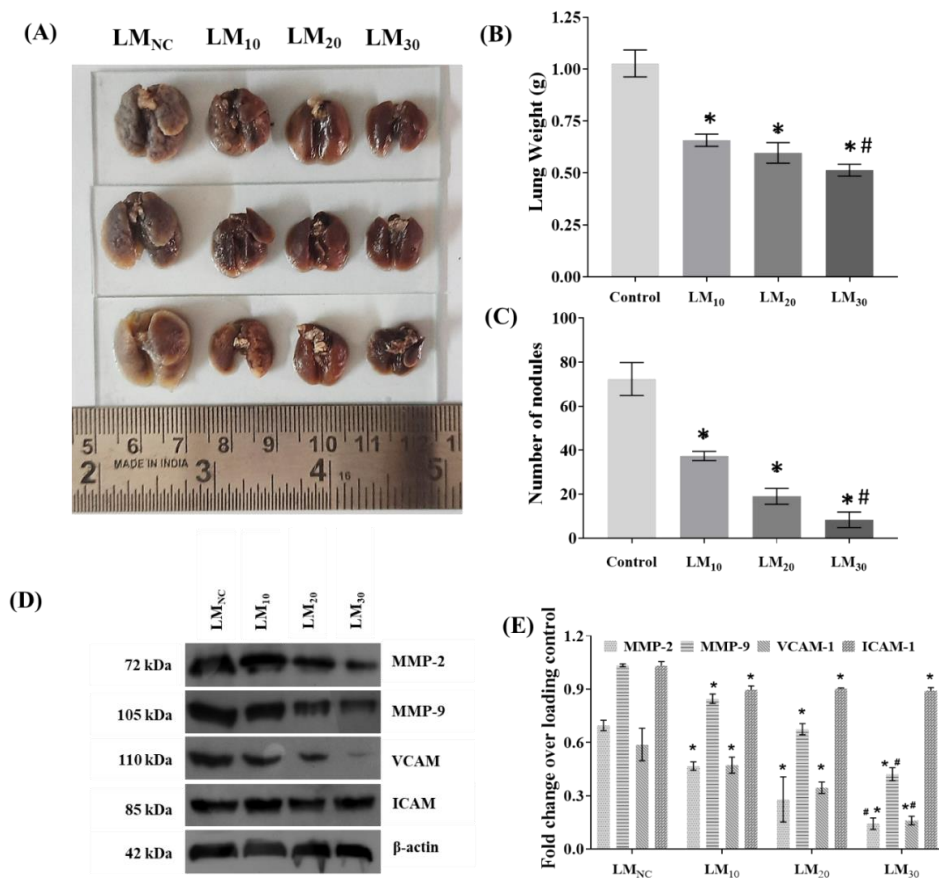 (A)
LM_NC LM_10 LM_20 LM_30
5 6 7 8 9 10 11 12 1
2 MADE IN INDIA 3 4 16 5
(B)
Lung Weight (g)
1.00
0.75
0.50
0.25
0.00
* * * #
Control LM_10 LM_20 LM_30
(C)
Number of nodules
100
80
60
40
20
0
* * * #
Control LM_10 LM_20 LM_30
(D)
LM_NC LM_10 LM_20 LM_30
72 kDa MMP-2
105 kDa MMP-9
110 kDa VCAM
85 kDa ICAM
42 kDa β-actin
(E)
Fold change over loading control
MMP-2 MMP-9 VCAM-1 ICAM-1
1.2
0.9
0.6
0.3
0.0
* * * *
* * * *
# * * # * # *
LM_NC LM_10 LM_20 LM_30